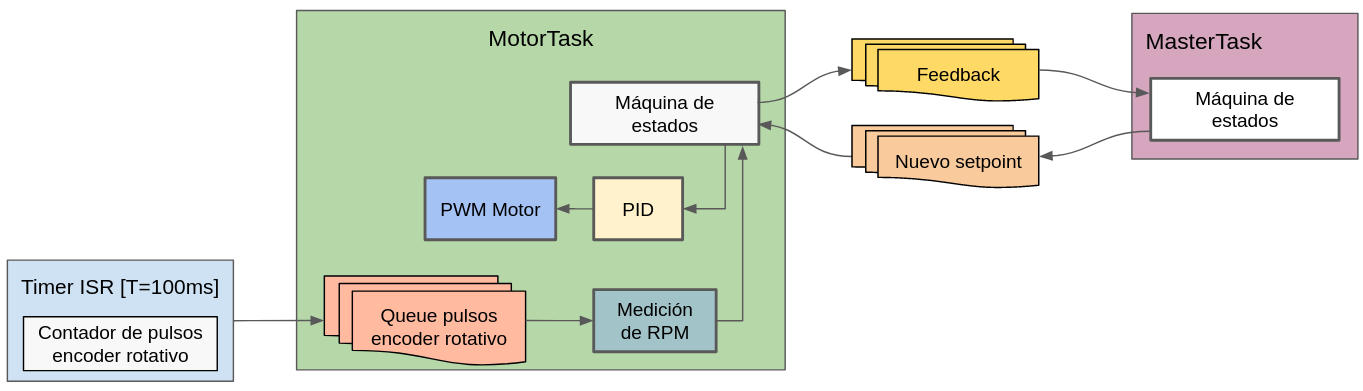 MotorTask
MasterTask
Máquina de
estados
Feedback
Máquina de
estados
Nuevo setpoint
PWM Motor
PID
Timer ISR [T=100ms]
Contador de pulsos
encoder rotativo
Queue pulsos
encoder rotativo
Medición
de RPM